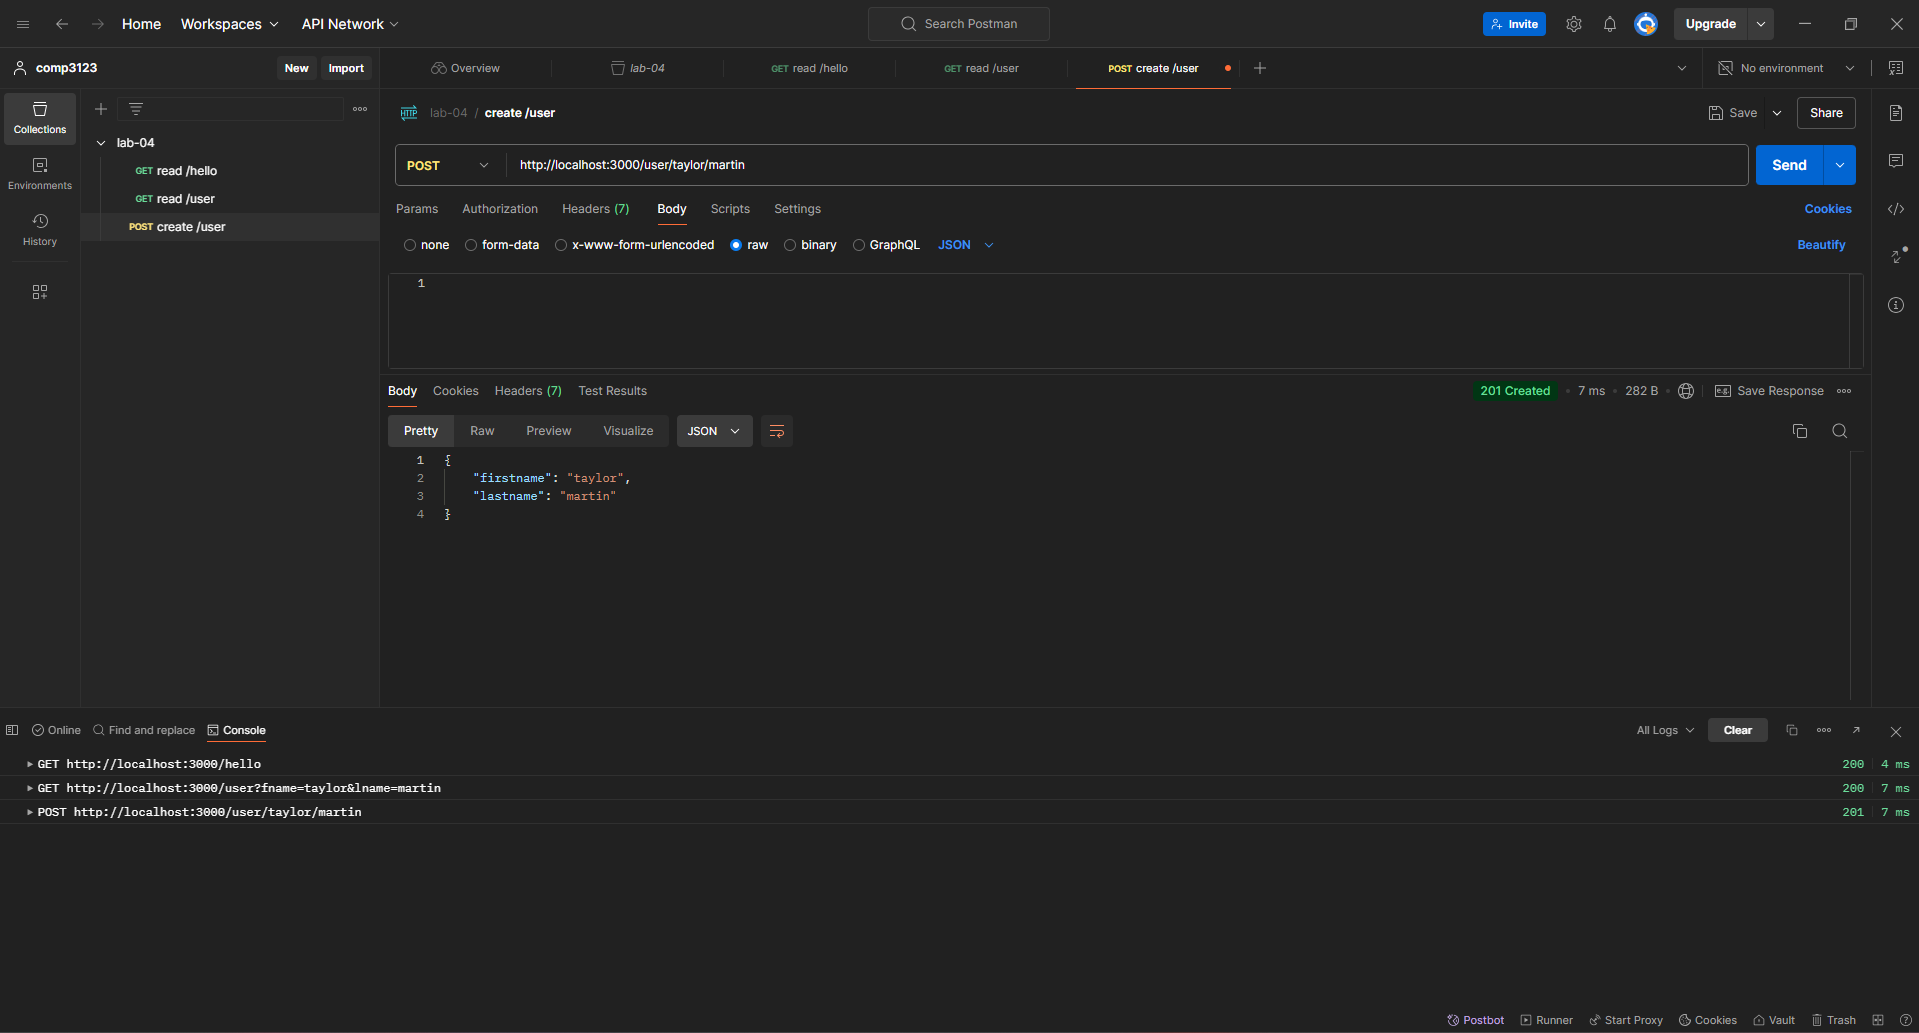 Home Workspaces API Network Search Postman Invite Upgrade
comp3123 New Import Overview lab-04 GET read /hello GET read /user POST create /user No environment
Collections
Environments
History
lab-04
GET read /hello
GET read /user
POST create /user
HTTP lab-04 / create /user Save Share
POST http://localhost:3000/user/taylor/martin Send
Params Authorization Headers (7) Body Scripts Settings Cookies
none form-data x-www-form-urlencoded raw binary GraphQL JSON Beautify
1
Body Cookies Headers (7) Test Results 201 Created 7 ms 282 B e.g. Save Response
Pretty Raw Preview Visualize JSON
1 {
2 "firstname": "taylor",
3 "lastname": "martin"
4 }
Online Find and replace Console All Logs Clear
GET http://localhost:3000/hello 200 4 ms
GET http://localhost:3000/user?fname=taylor&lname=martin 200 7 ms
POST http://localhost:3000/user/taylor/martin 201 7 ms
Postbot Runner Start Proxy Cookies Vault Trash